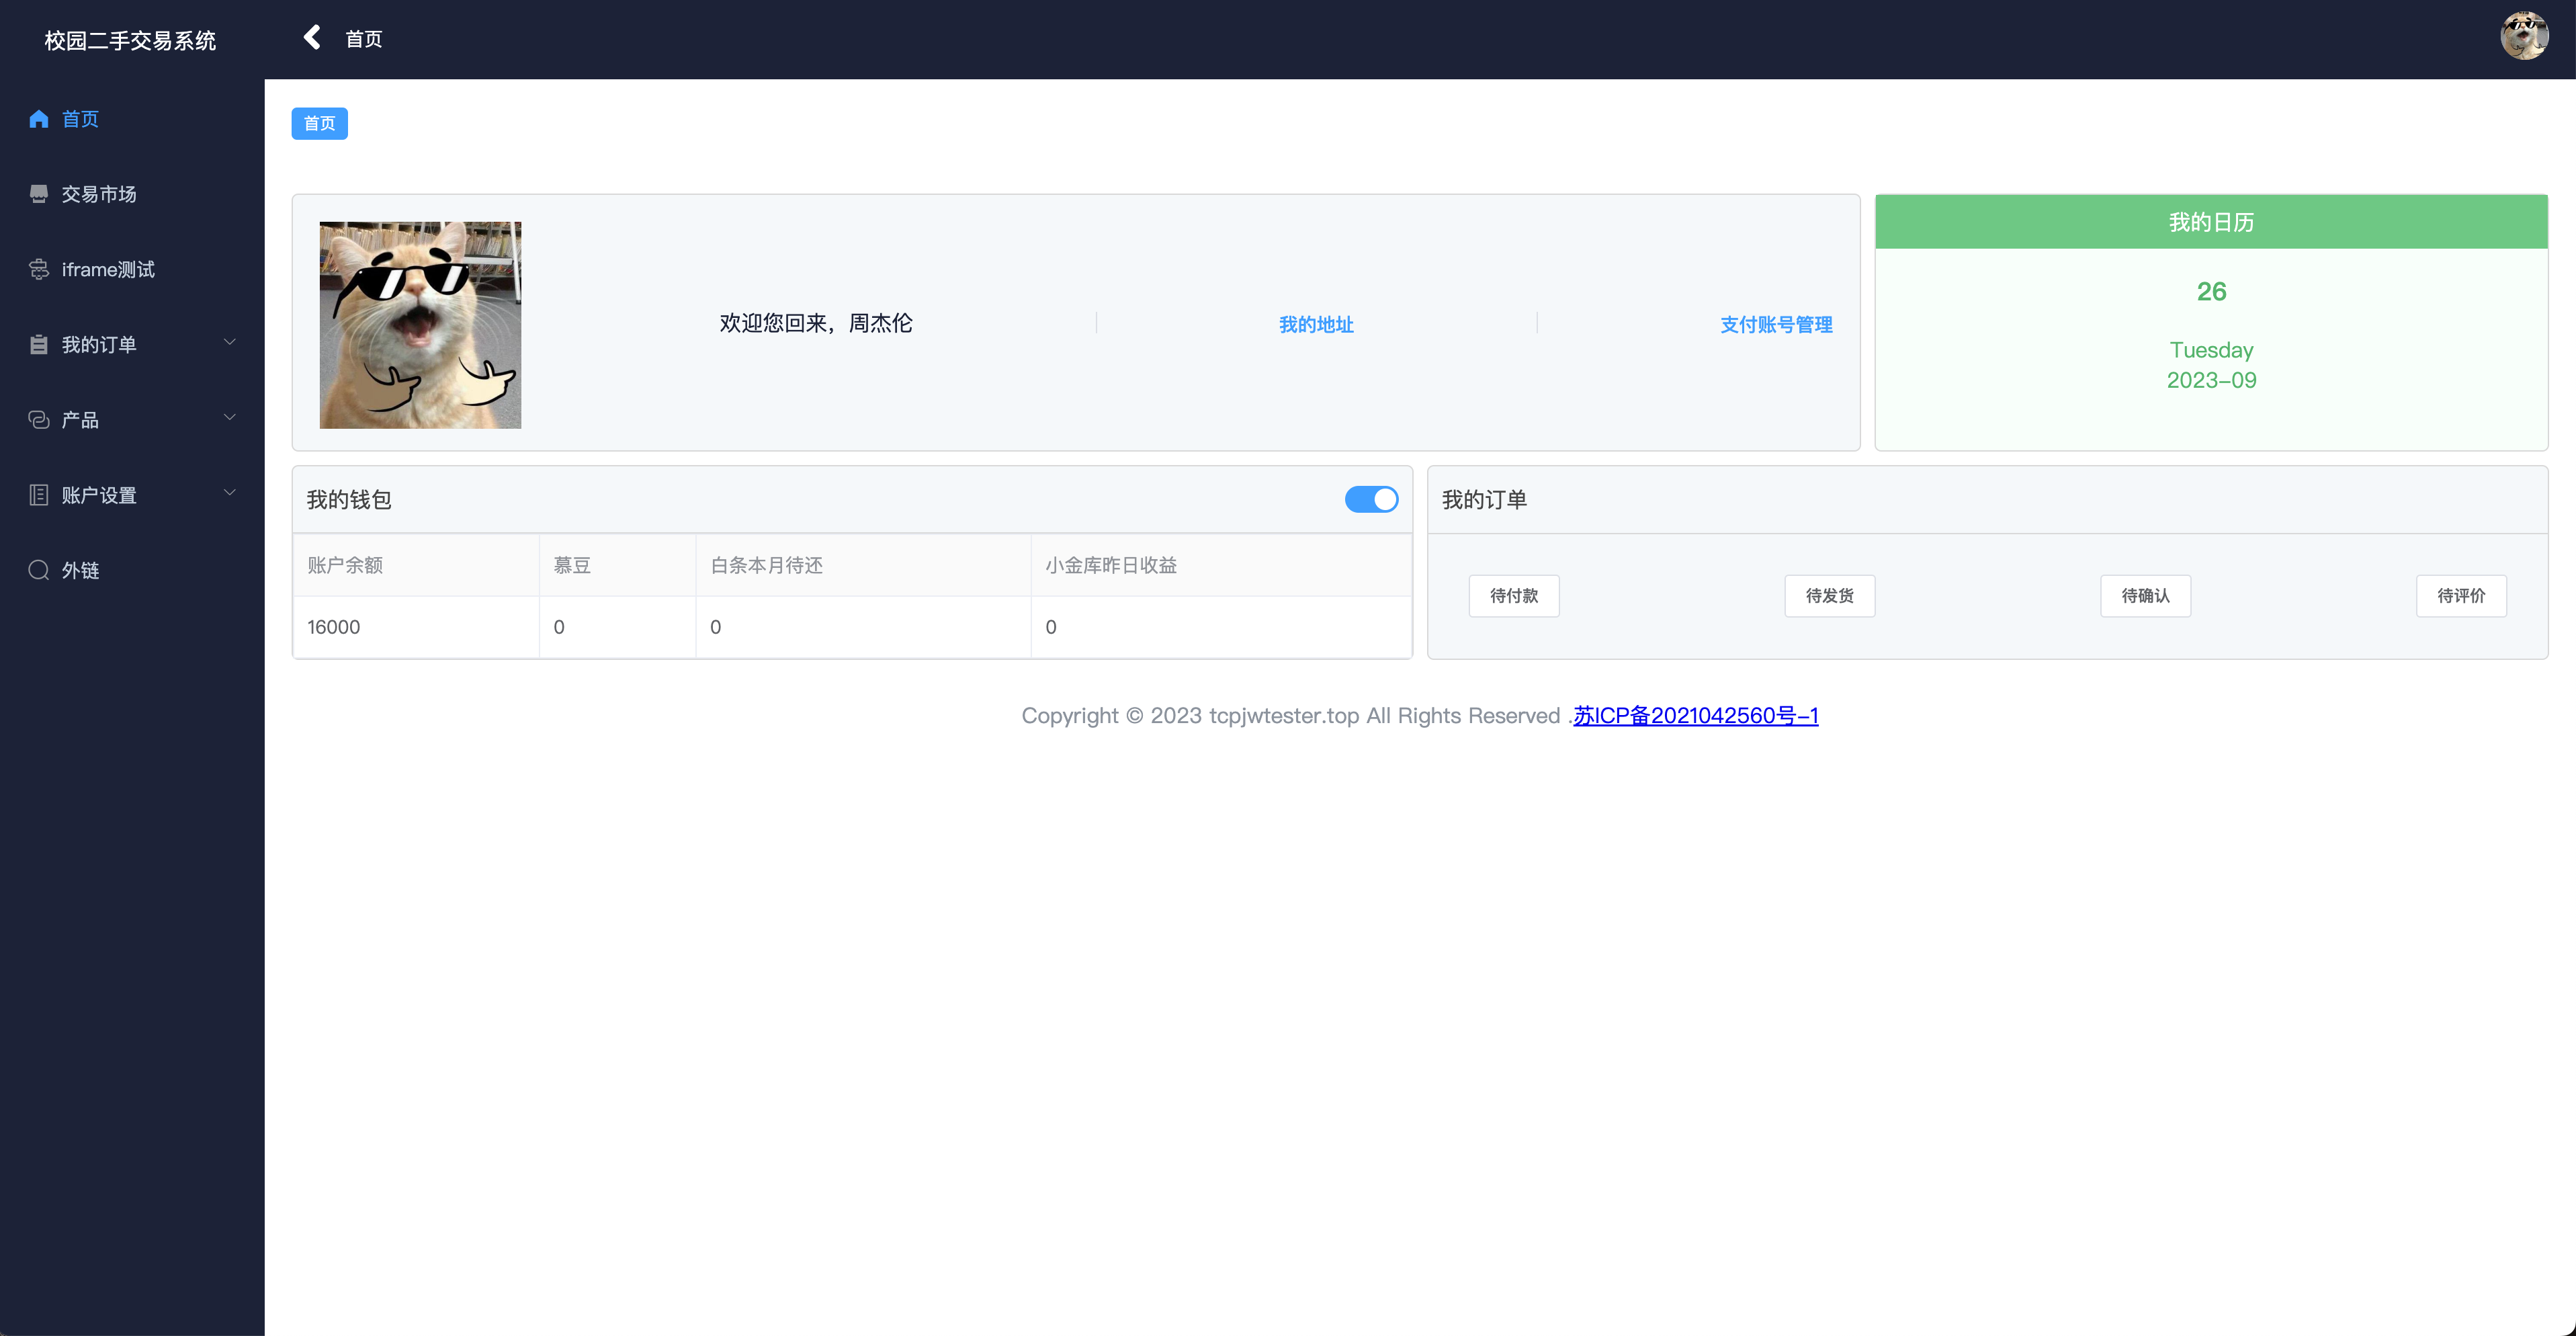 校园二手交易系统
首页
首页
交易市场
iframe测试
我的订单
产品
账户设置
外链
首页
欢迎您回来，周杰伦
我的地址
支付账号管理
我的日历
26
Tuesday
2023-09
我的钱包
账户余额 慕豆 白条本月待还 小金库昨日收益
16000 0 0 0
我的订单
待付款 待发货 待确认 待评价
Copyright © 2023 tcpjwtester.top All Rights Reserved .苏ICP备2021042560号-1